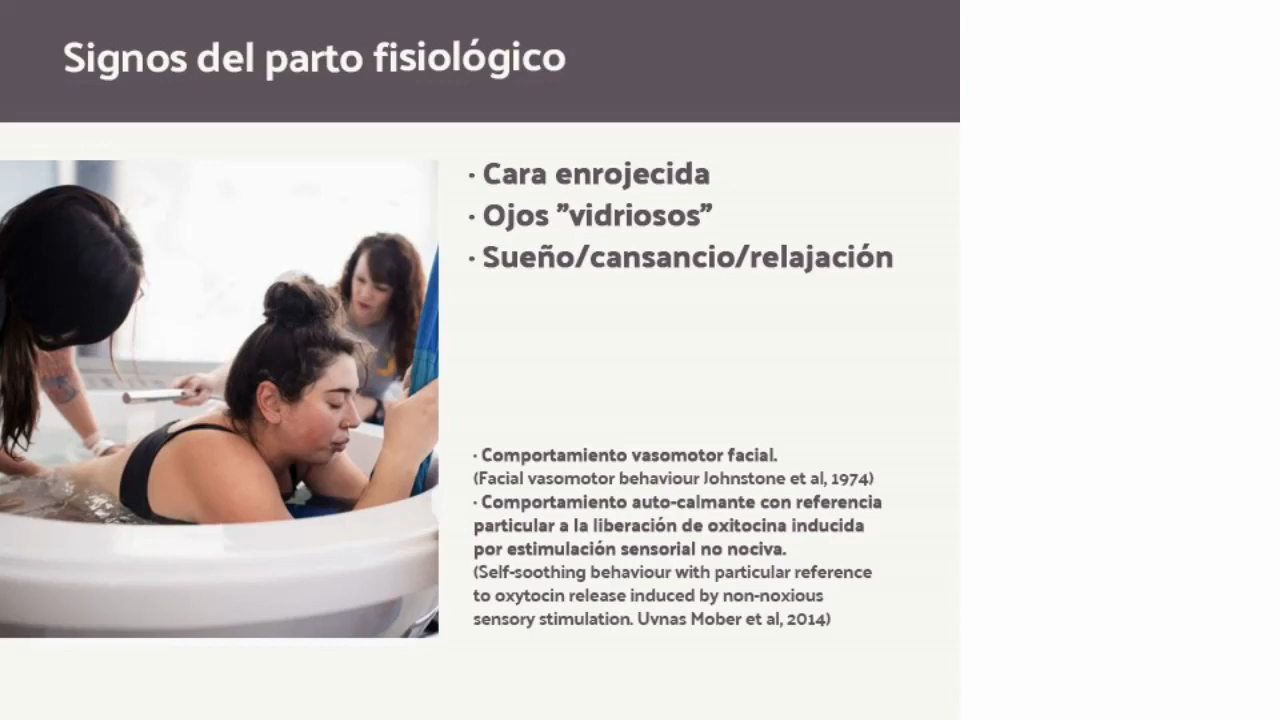 Signos del parto fisiológico
· Cara enrojecida
· Ojos ”vidriosos”
· Sueño/cansancio/relajación
· Comportamiento vasomotor facial.
(Facial vasomotor behaviour Johnstone et al, 1974)
· Comportamiento auto-calmante con referencia
particular a la liberación de oxitocina inducida
por estimulación sensorial no nociva.
(Self-soothing behaviour with particular reference
to oxytocin release induced by non-noxious
sensory stimulation. Uvnas Mober et al, 2014)